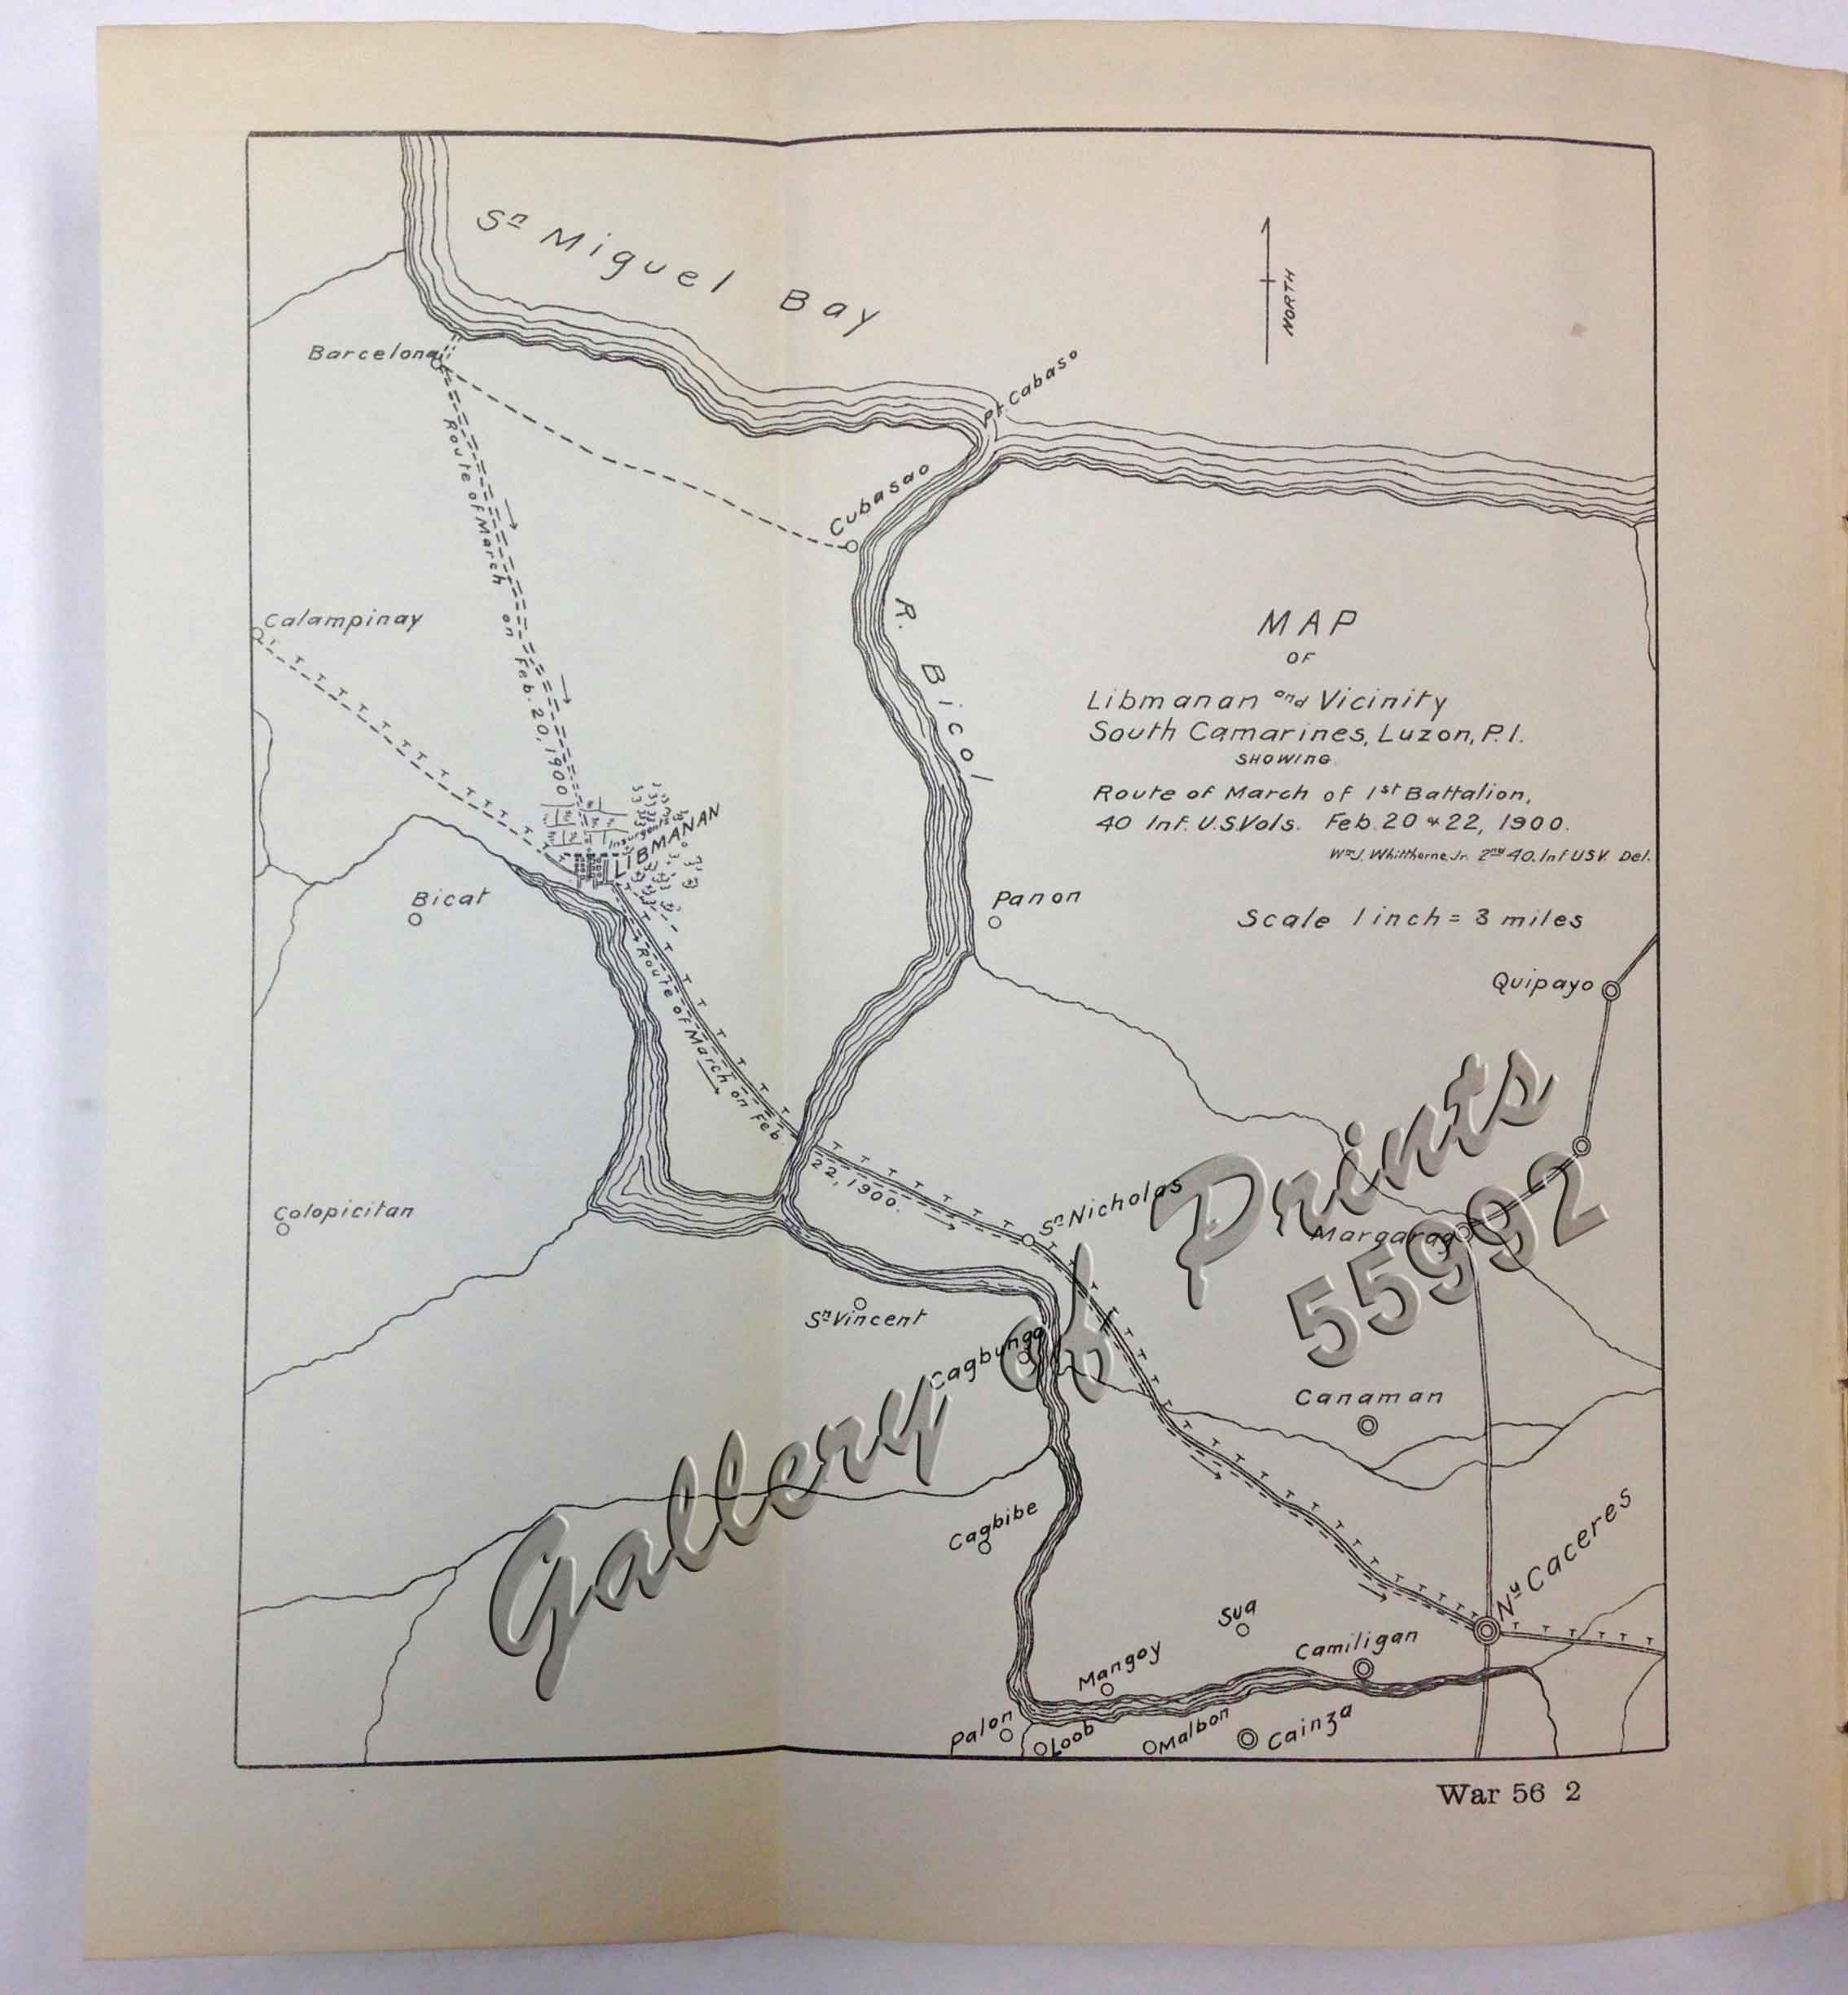 Sn Miguel Bay
NORTH
Barcelona
Pt. Cabaso
Cubasao
Route of March on Feb. 20, 1900
R. Bicol
Calampinay
MAP
OF
Libmanan and Vicinity
South Camarines, Luzon, P.I.
SHOWING
Route of March of 1st Battalion,
40 Inf. U.S.Vols. Feb. 20 & 22, 1900.
Wm J. Whitthorne, Jr. 2nd 40. Inf USV. Del.
Scale 1 inch = 3 miles
Insurgents
LIBMANAN
Bicat
Panon
Quipayo
Route of March on Feb. 22, 1900.
Colopicitan
Sn Nicholas
Margarag
Sn Vincent
Cagbunga
Canaman
Cagbibe
Ny Caceres
Sua
Camiligan
Mangoy
Palon
Loob
Malbon
Cainza
Gallery of Prints
55992
War 56 2